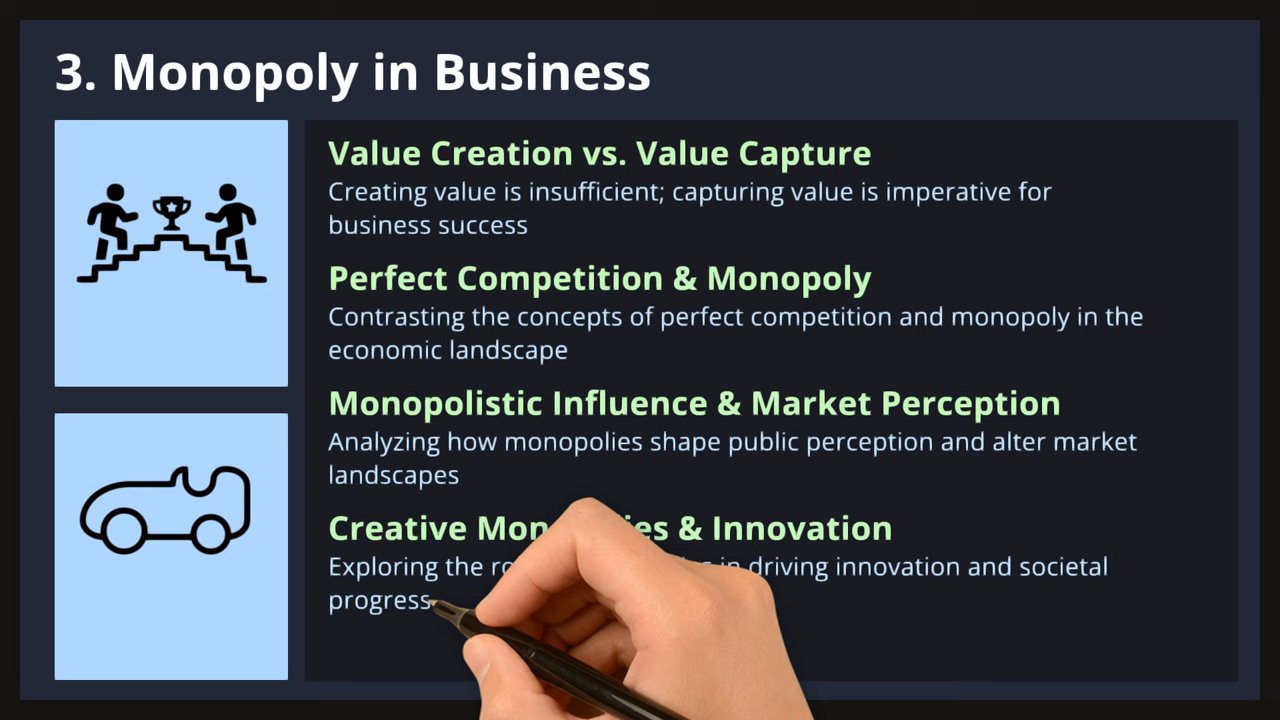 3. Monopoly in Business
Value Creation vs. Value Capture
Creating value is insufficient; capturing value is imperative for
business success
Perfect Competition & Monopoly
Contrasting the concepts of perfect competition and monopoly in the
economic landscape
Monopolistic Influence & Market Perception
Analyzing how monopolies shape public perception and alter market
landscapes
Creative & Innovation
Exploring the in driving innovation and societal
progress